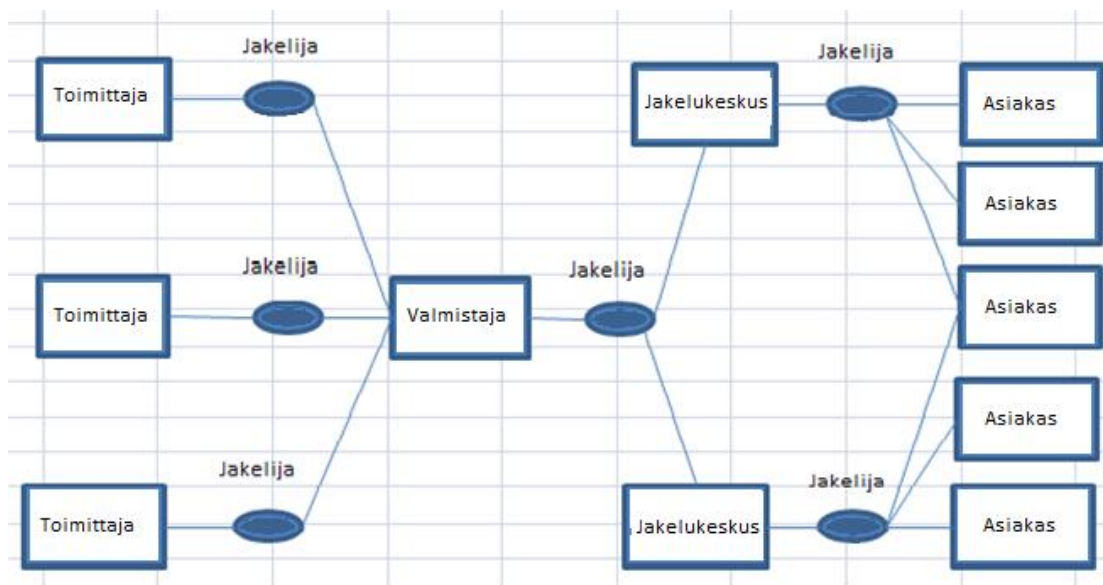 Jakelija
Toimittaja
Jakelija
Jakelukeskus
Asiakas
Asiakas
Jakelija
Toimittaja
Valmistaja
Jakelija
Asiakas
Asiakas
Jakelija
Toimittaja
Jakelukeskus
Jakelija
Asiakas